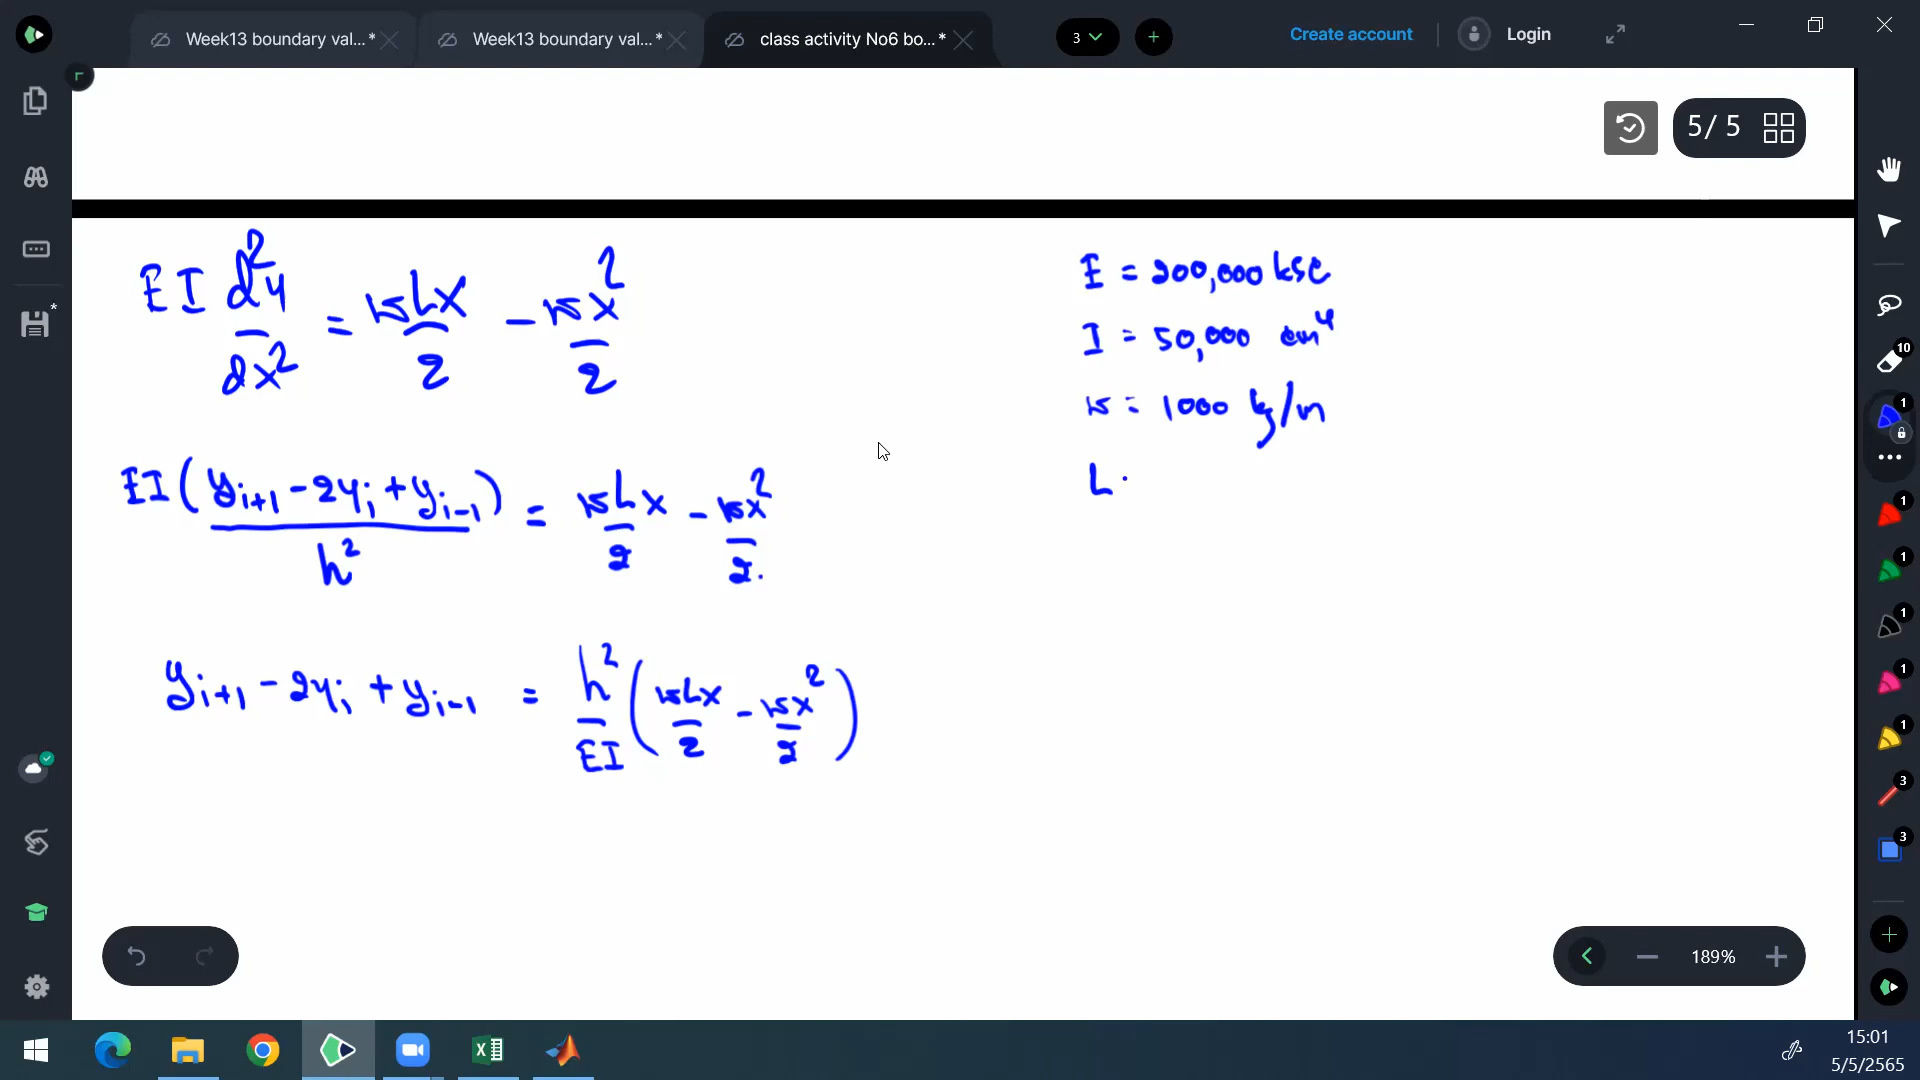 Week13 boundary val...*
Week13 boundary val...*
class activity No6 bo...*
3
Create account
Login
5/ 5
EI d²y/dx² = wLx/2 - wx²/2
E = 200,000 ksc
I = 50,000 cm⁴
w = 1000 kg/m
L
EI(yᵢ₊₁ - 2yᵢ + yᵢ₋₁)/h² = wLx/2 - wx²/2.
yᵢ₊₁ - 2yᵢ + yᵢ₋₁ = h²/EI (wLx/2 - wx²/2)
10
1
1
1
1
1
1
3
3
189%
15:01
5/5/2565